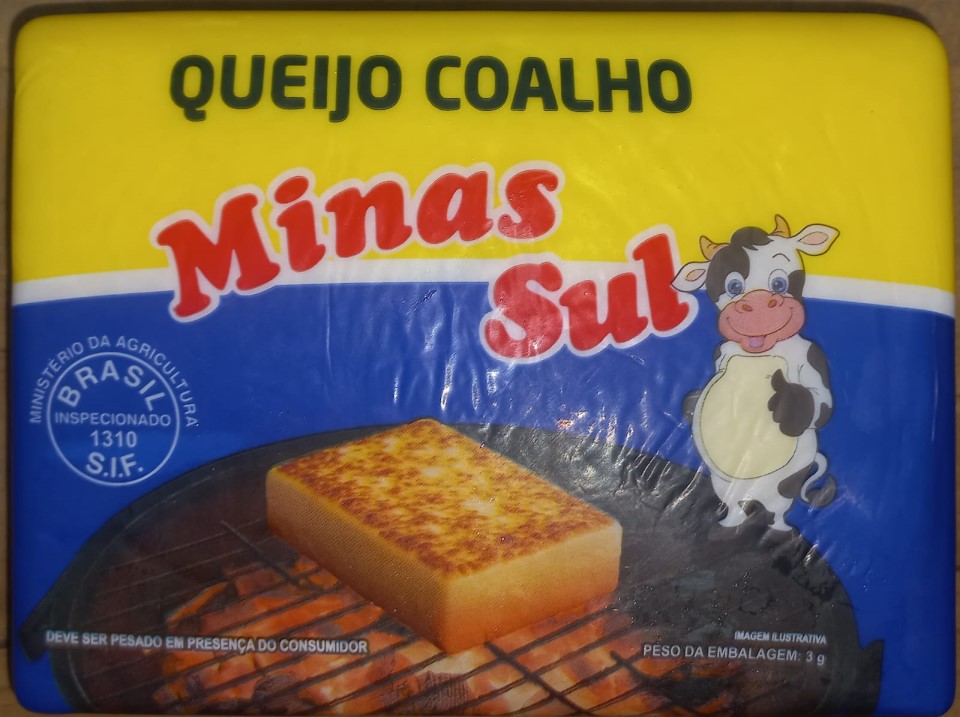 QUEIJO COALHO
Minas
Sul
MINISTÉRIO DA AGRICULTURA
BRASIL
INSPECIONADO
1310
S.I.F.
DEVE SER PESADO EM PRESENÇA DO CONSUMIDOR
IMAGEM ILUSTRATIVA
PESO DA EMBALAGEM: 3 g